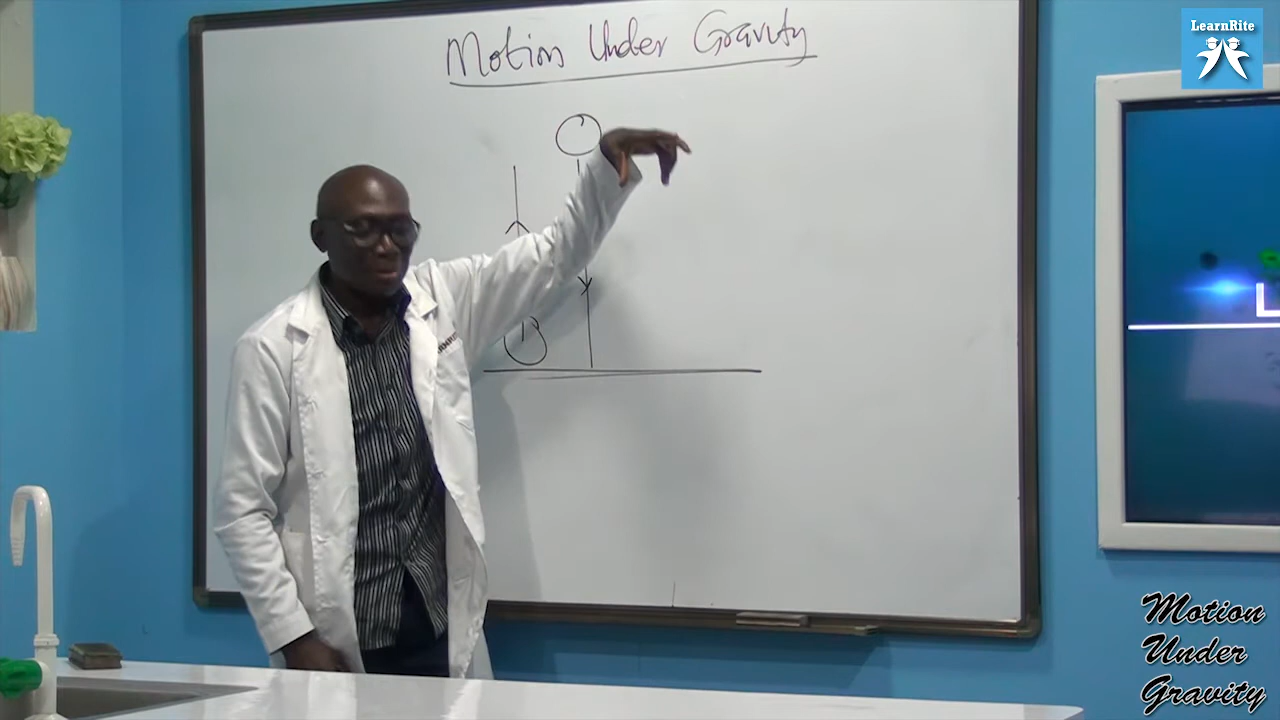 Motion Under Gravity
LearnRite
L
Motion
Under
Gravity